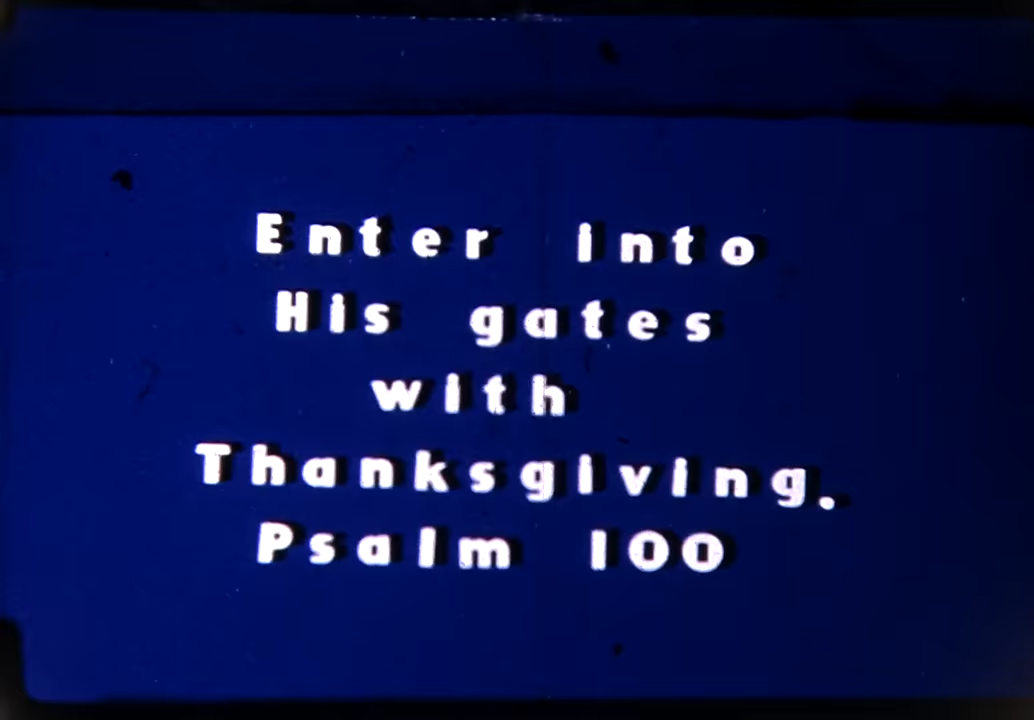 Enter into
His gates
with
Thanksgiving.
Psalm 100